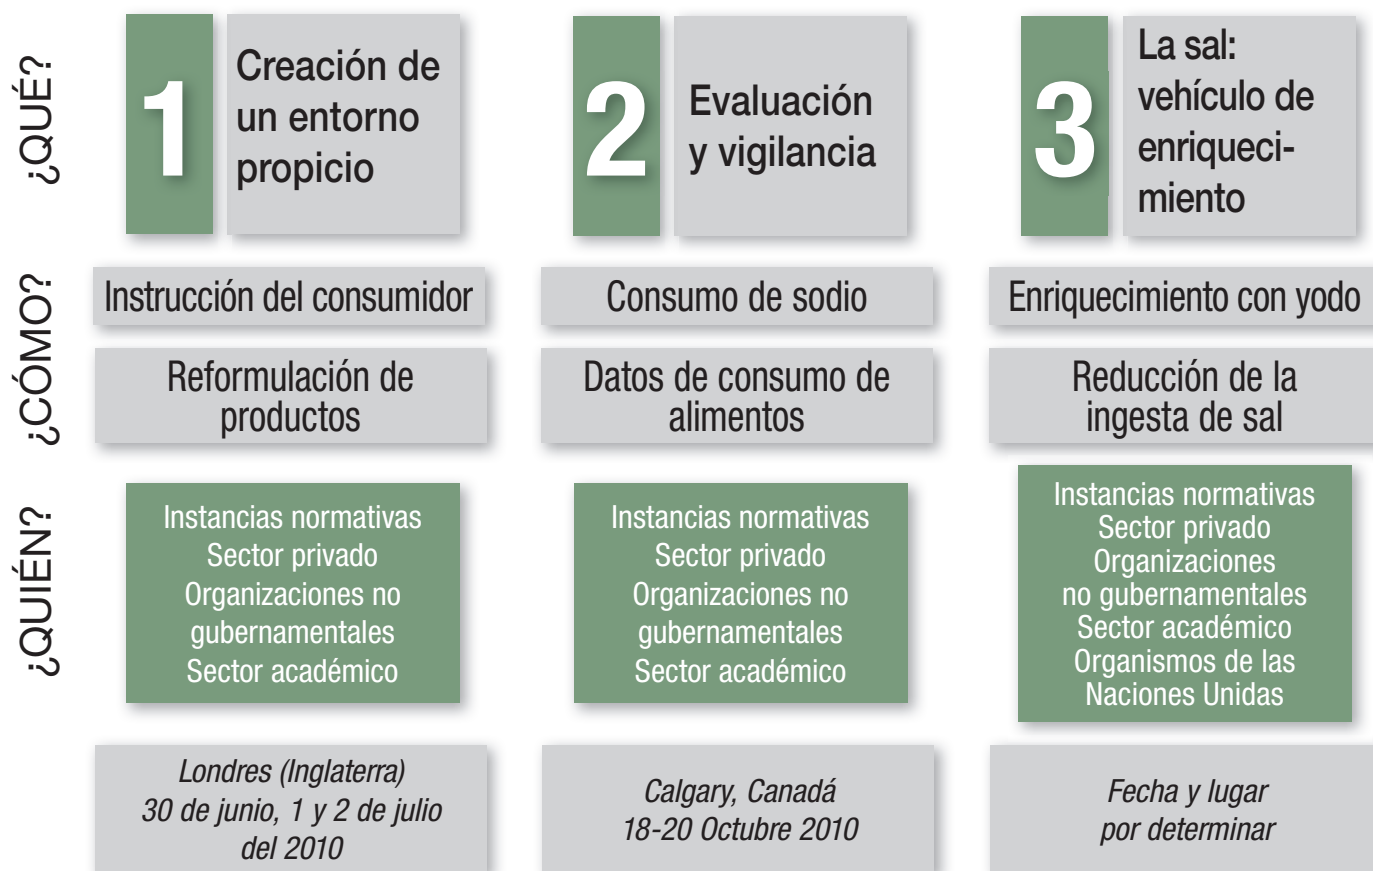 ¿QUÉ?
1
Creación de
un entorno
propicio
2
Evaluación
y vigilancia
3
La sal:
vehículo de
enriqueci-
miento
¿CÓMO?
Instrucción del consumidor
Consumo de sodio
Enriquecimiento con yodo
Reformulación de
productos
Datos de consumo de
alimentos
Reducción de la
ingesta de sal
¿QUIÉN?
Instancias normativas
Sector privado
Organizaciones no
gubernamentales
Sector académico
Instancias normativas
Sector privado
Organizaciones no
gubernamentales
Sector académico
Instancias normativas
Sector privado
Organizaciones
no gubernamentales
Sector académico
Organismos de las
Naciones Unidas
Londres (Inglaterra)
30 de junio, 1 y 2 de julio
del 2010
Calgary, Canadá
18-20 Octubre 2010
Fecha y lugar
por determinar